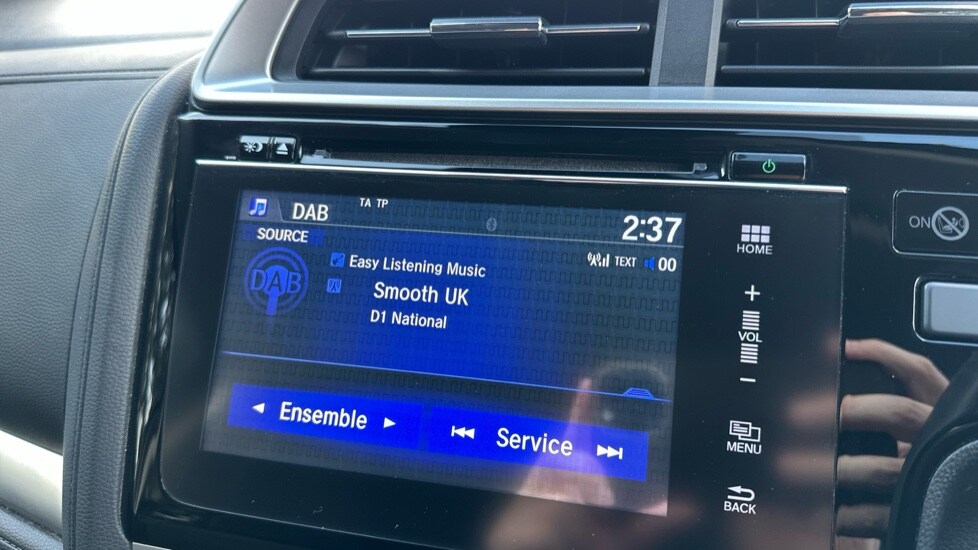 DAB
TA TP
2:37
SOURCE
TEXT
00
DAB
Easy Listening Music
Smooth UK
D1 National
Ensemble
Service
HOME
+
VOL
-
MENU
BACK
ON